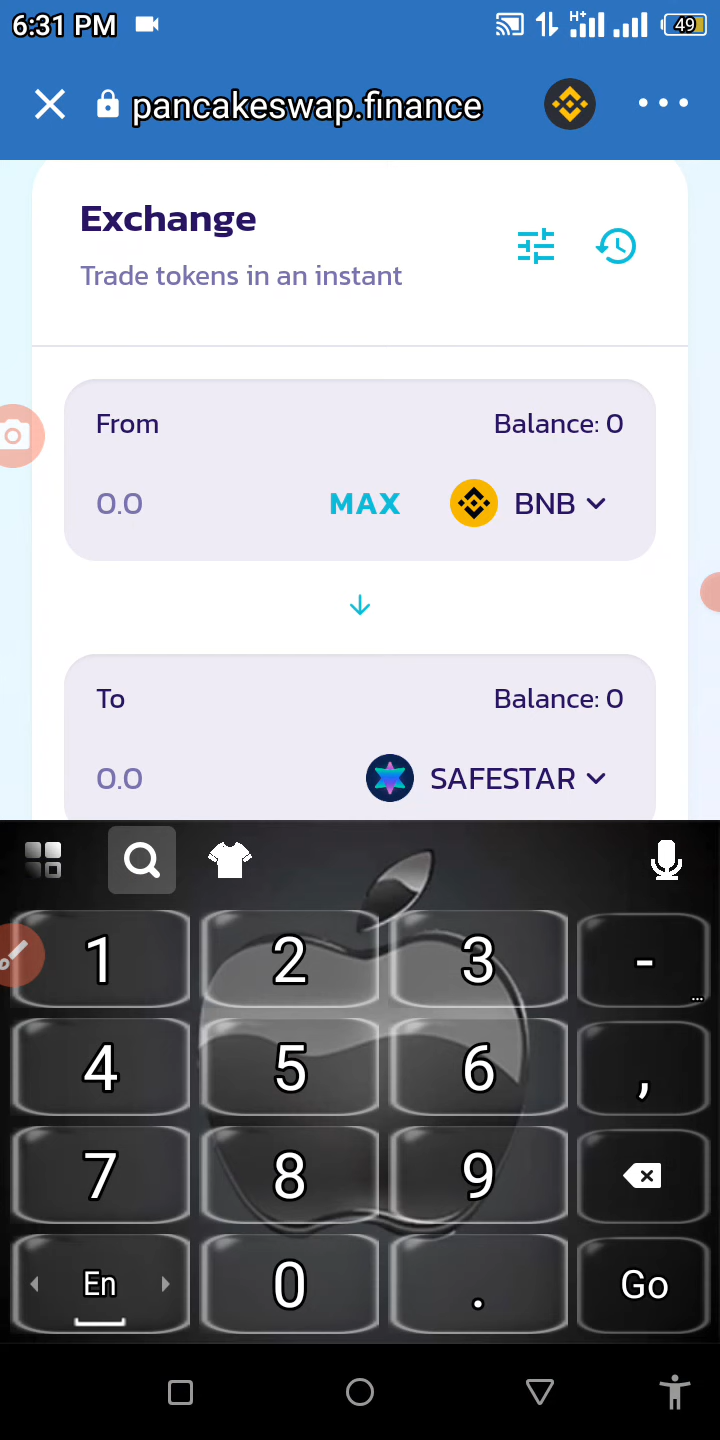 6:31 PM H+ 49
pancakeswap.finance
Exchange
Trade tokens in an instant
From Balance: 0
0.0 MAX BNB
To Balance: 0
0.0 SAFESTAR
1 2 3 -
...
4 5 6 ,
7 8 9
En 0 . Go